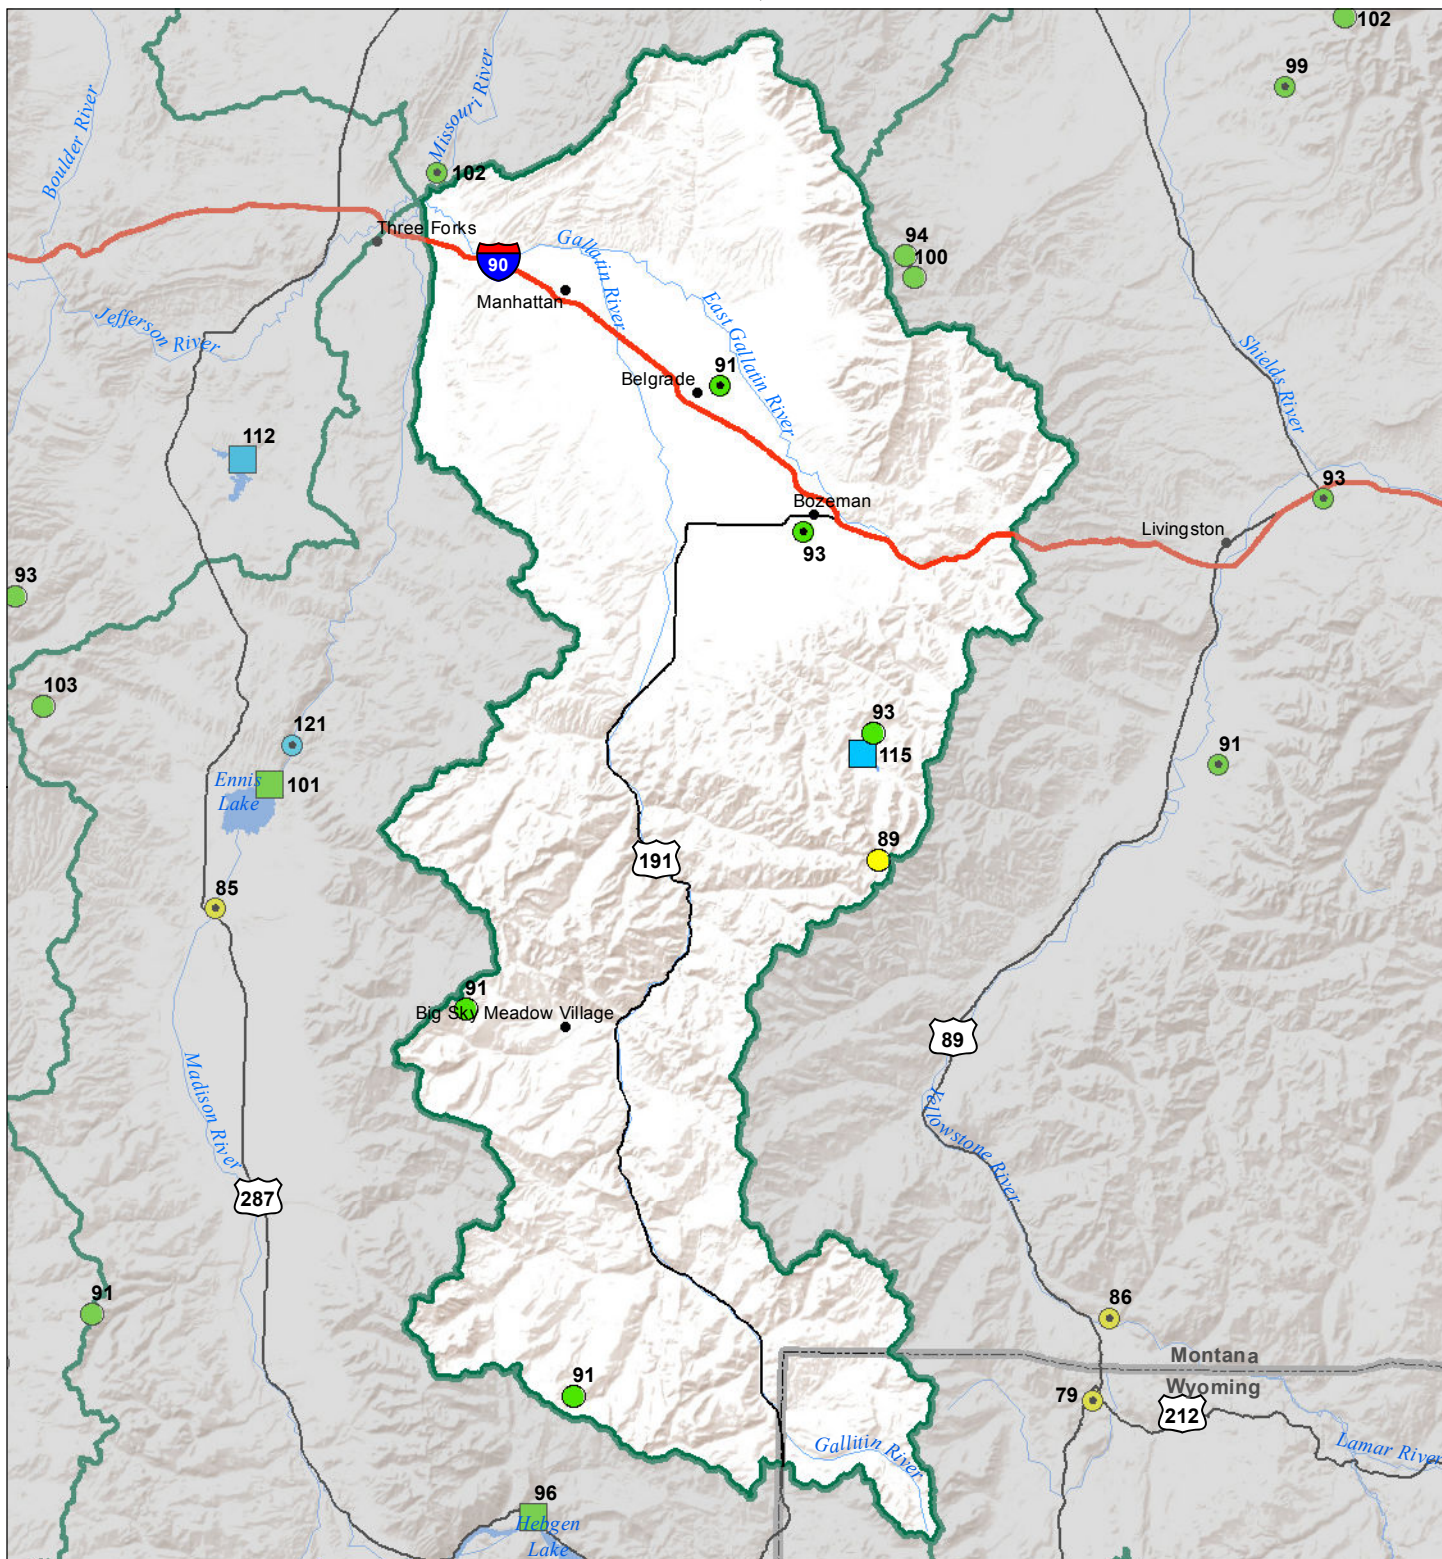 102
99
Boulder River
Missouri River
102
Three Forks
94
100
90
Gallatin River
Manhattan
East Gallatin River
Jefferson River
Shields River
91
Belgrade
112
93
Bozeman
93
Livingston
93
103
93
115
121
91
Ennis
Lake
101
191
89
85
91
Big Sky Meadow Village
89
Madison River
Yellowstone River
287
91
86
Montana
Wyoming
91
79
212
Gallitin River
Lamar River
96
Hebgen
Lake